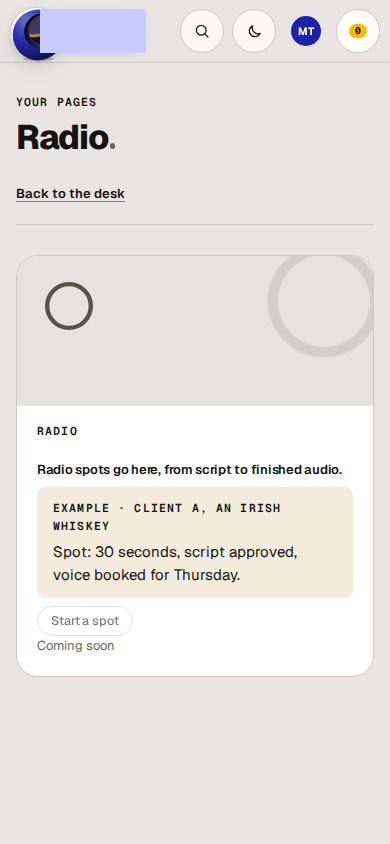 MT
0
YOUR PAGES
Radio.
Back to the desk
RADIO
Radio spots go here, from script to finished audio.
EXAMPLE · CLIENT A, AN IRISH
WHISKEY
Spot: 30 seconds, script approved,
voice booked for Thursday.
Start a spot
Coming soon